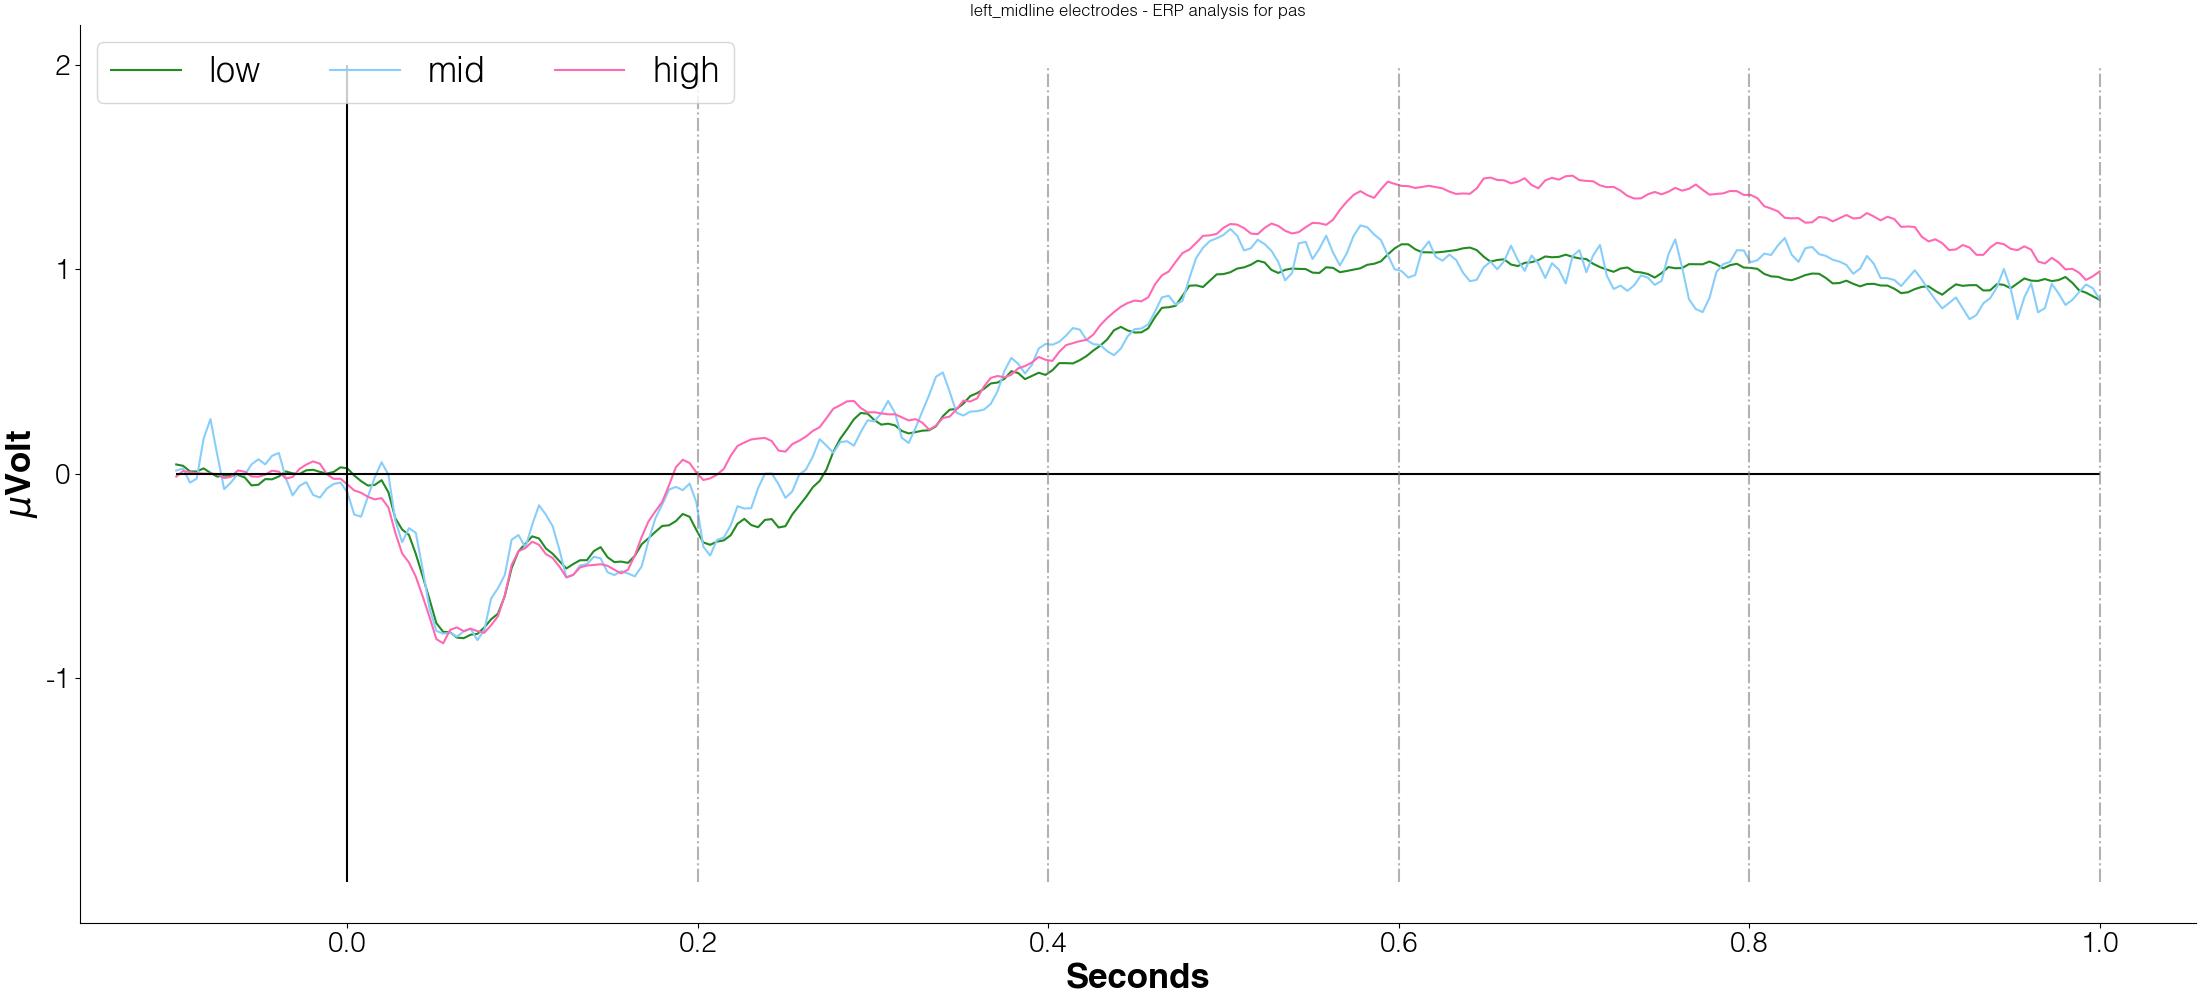 left_midline electrodes - ERP analysis for pas
low mid high
2
1
0
-1
µVolt
0.0 0.2 0.4 0.6 0.8 1.0
Seconds